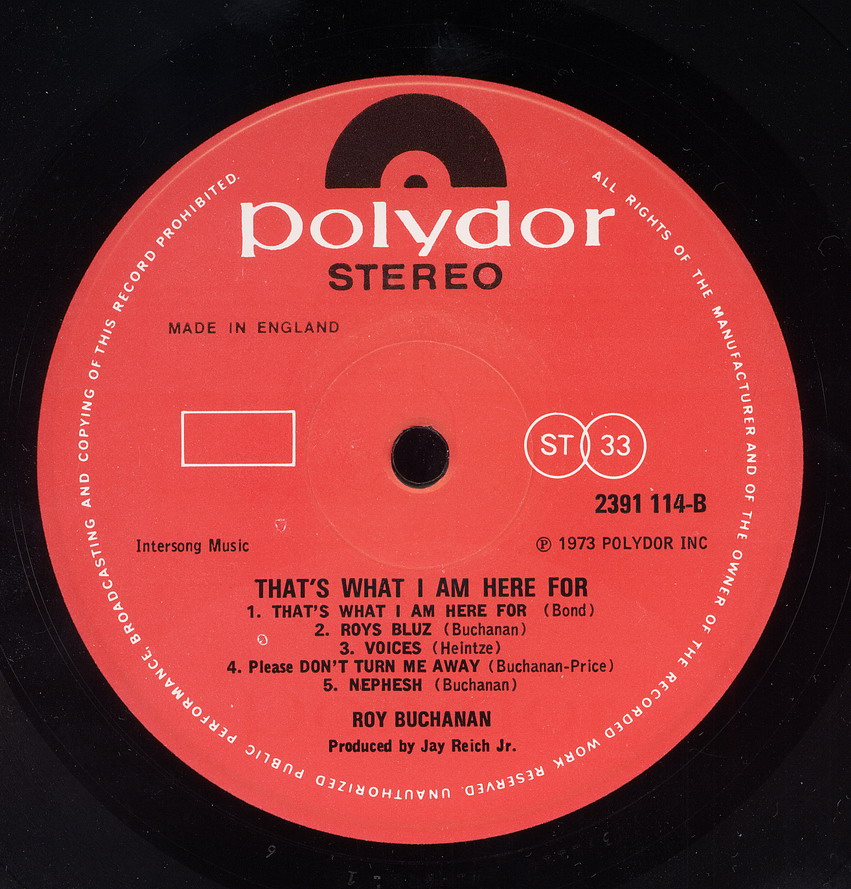 polydor
STEREO
MADE IN ENGLAND
ST 33
2391 114-B
Intersong Music
℗ 1973 POLYDOR INC
THAT'S WHAT I AM HERE FOR
1. THAT'S WHAT I AM HERE FOR (Bond)
2. ROYS BLUZ (Buchanan)
3. VOICES (Heintze)
4. Please DON'T TURN ME AWAY (Buchanan-Price)
5. NEPHESH (Buchanan)
ROY BUCHANAN
Produced by Jay Reich Jr.
ALL RIGHTS OF THE MANUFACTURER AND OF THE OWNER OF THE RECORDED WORK RESERVED. UNAUTHORIZED PUBLIC PERFORMANCE, BROADCASTING AND COPYING OF THIS RECORD PROHIBITED.